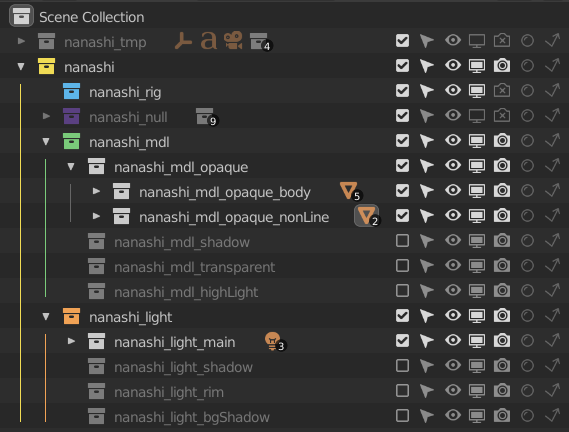 Scene Collection
nanashi_tmp 4
nanashi
nanashi_rig
nanashi_null 9
nanashi_mdl
nanashi_mdl_opaque
nanashi_mdl_opaque_body 5
nanashi_mdl_opaque_nonLine 2
nanashi_mdl_shadow
nanashi_mdl_transparent
nanashi_mdl_highLight
nanashi_light
nanashi_light_main 3
nanashi_light_shadow
nanashi_light_rim
nanashi_light_bgShadow